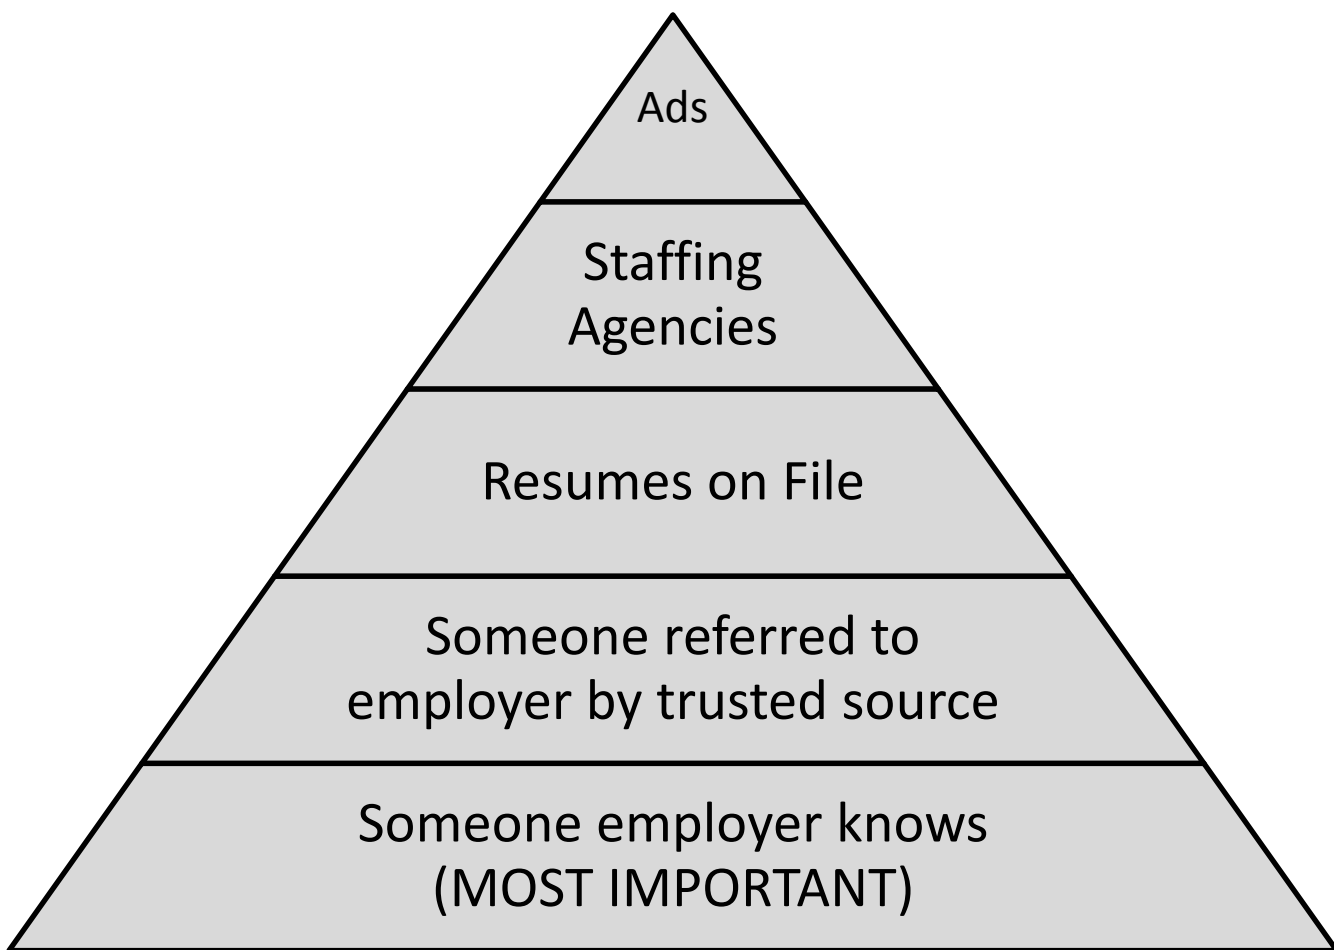 Ads
Staffing
Agencies
Resumes on File
Someone referred to
employer by trusted source
Someone employer knows
(MOST IMPORTANT)